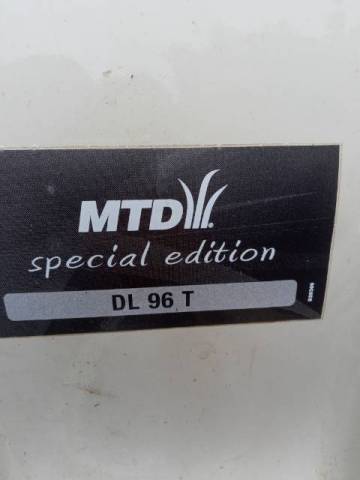 MTD
special edition
DL 96 T